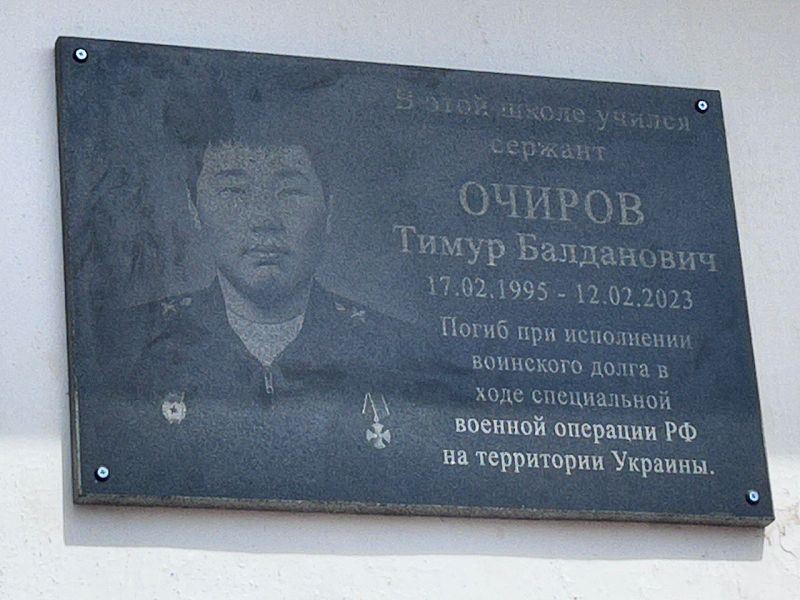 В этой школе учился
сержант
ОЧИРОВ
Тимур Балданович
17.02.1995 - 12.02.2023
Погиб при исполнении
воинского долга в
ходе специальной
военной операции РФ
на территории Украины.